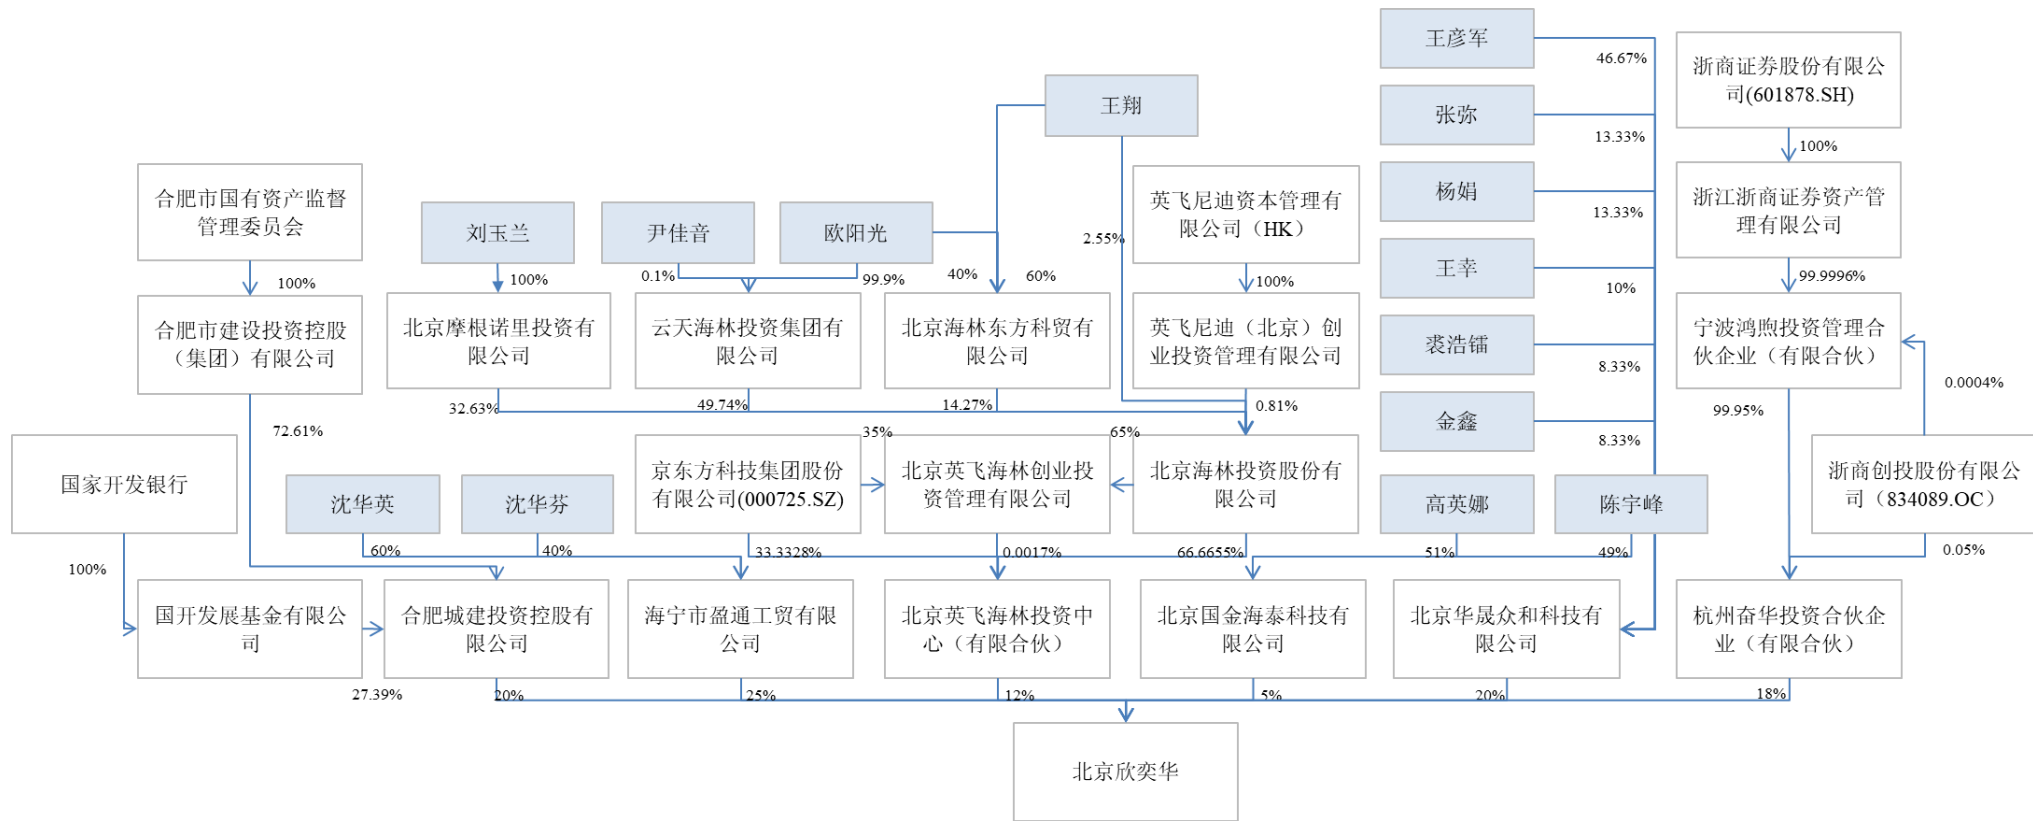 王彦军
46.67%
浙商证券股份有限公
司(601878.SH)
王翔
张弥
13.33%
100%
合肥市国有资产监督
管理委员会
刘玉兰
尹佳音
欧阳光
2.55%
英飞尼迪资本管理有
限公司（HK）
杨娟
13.33%
浙江浙商证券资产管
理有限公司
100%
100%
0.1%
99.9%
40%
60%
100%
王幸
10%
99.9996%
合肥市建设投资控股
（集团）有限公司
北京摩根诺里投资有
限公司
云天海林投资集团有
限公司
北京海林东方科贸有
限公司
英飞尼迪（北京）创
业投资管理有限公司
裘浩镭
8.33%
宁波鸿煦投资管理合
伙企业（有限合伙）
0.0004%
32.63%
49.74%
14.27%
0.81%
金鑫
8.33%
99.95%
72.61%
35%
65%
国家开发银行
沈华英
沈华芬
京东方科技集团股份
有限公司(000725.SZ)
北京英飞海林创业投
资管理有限公司
北京海林投资股份有
限公司
高英娜
陈宇峰
浙商创投股份有限公
司（834089.OC）
100%
60%
40%
33.3328%
0.0017%
66.6655%
51%
49%
0.05%
国开发展基金有限公
司
合肥城建投资控股有
限公司
海宁市盈通工贸有限
公司
北京英飞海林投资中
心（有限合伙）
北京国金海泰科技有
限公司
北京华晟众和科技有
限公司
杭州奋华投资合伙企
业（有限合伙）
27.39%
20%
25%
12%
5%
20%
18%
北京欣奕华